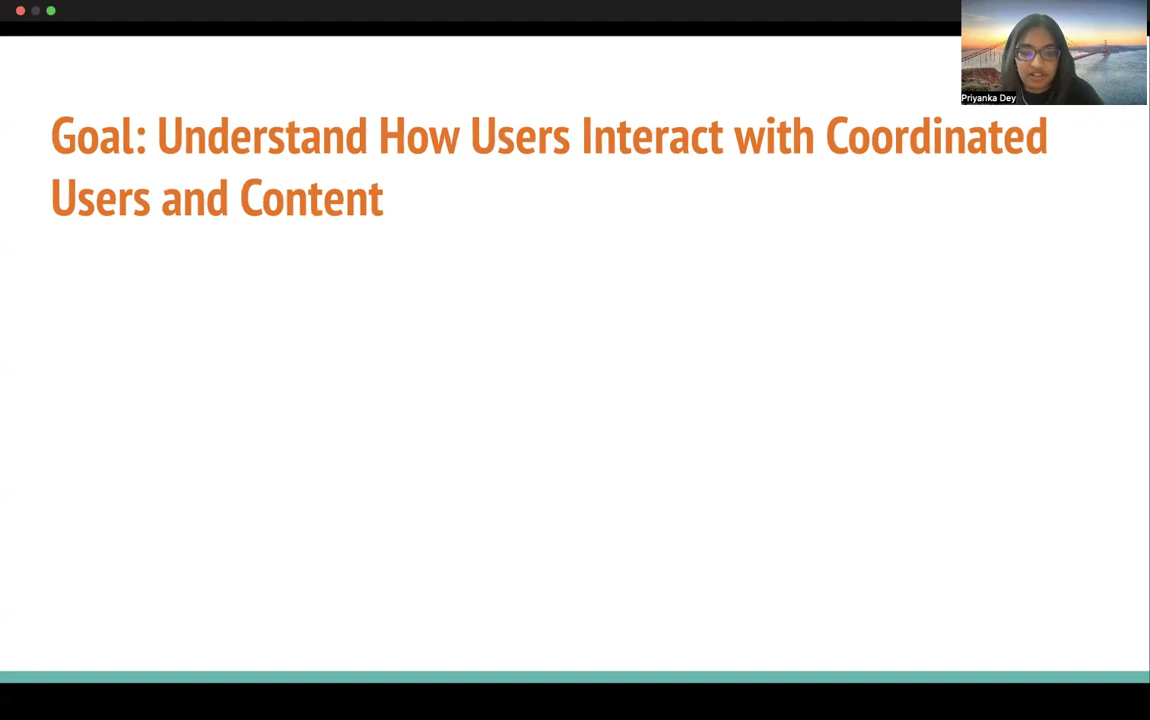 Priyanka Dey
Goal: Understand How Users Interact with Coordinated
Users and Content